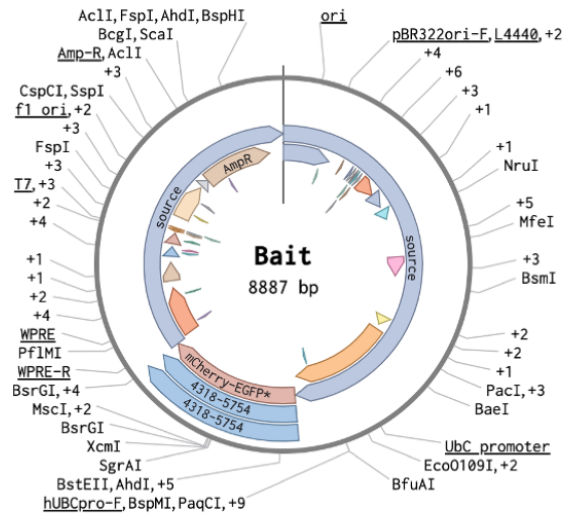 AclI, FspI, AhdI, BspHI
BcgI, ScaI
Amp-R, AclI
+3
CspCI, SspI
f1 ori, +2
+3
FspI
+3
T7, +3
+2
+4
+1
+1
+2
+4
WPRE
PflMI
WPRE-R
BsrGI, +4
MscI, +2
BsrGI
XcmI
SgrAI
BstEII, AhdI, +5
hUBCpro-F, BspMI, PaqCI, +9
ori
pBR322ori-F, L4440, +2
+4
+6
+3
+1
+1
NruI
+5
MfeI
+3
BsmI
+2
+2
+1
PacI, +3
BaeI
UbC promoter
EcoO109I, +2
BfuAI
AmpR
source
source
Bait
8887 bp
mCherry-EGFP*
4318-5754
4318-5754